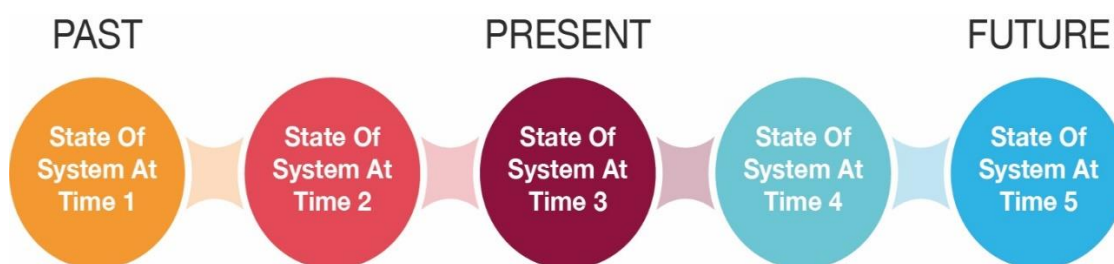 PAST
PRESENT
FUTURE
State Of
System At
Time 1
State Of
System At
Time 2
State Of
System At
Time 3
State Of
System At
Time 4
State Of
System At
Time 5